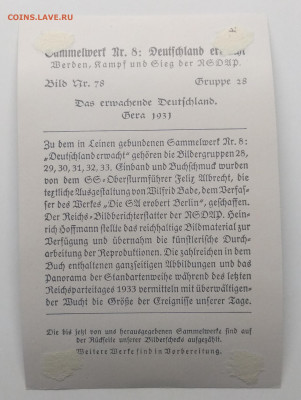 COINS.LAV.RU
Sammelwerk Nr. 8: Deutschland erwacht
Werden, Kampf und Sieg der NSDAP.
Bild Nr. 78 Gruppe 28
Das erwachende Deutschland.
Gera 1931
Zu dem in Leinen gebundenen Sammelwerk Nr. 8:
„Deutschland erwacht“ gehören die Bildergruppen 28,
29, 30, 31, 32, 33. Einband und Buchschmuck wurden
von dem SS-Obersturmführer Felix Albrecht, die
textliche Ausgestaltung von Wilfrid Bade, dem Verfas-
ser des Werkes „Die SA erobert Berlin“, geschaffen.
Der Reichs-Bildberichterstatter der NSDAP. Hein-
rich Hoffmann stellte das reichhaltige Bildmaterial zur
Verfügung und übernahm die künstlerische Durch-
arbeitung der Reproduktionen. Die zahlreichen in dem
Buch enthaltenen ganzseitigen Abbildungen und das
Panorama der Standartenweihe während des letzten
Reichsparteitages 1933 vermitteln mit überwältigen-
der Wucht die Größe der Ereignisse unserer Tage.
Die bis jetzt von uns herausgegebenen Sammelwerke sind auf
der Rückseite unserer Bilderschecks aufgezählt.
Weitere Werke sind in Vorbereitung.